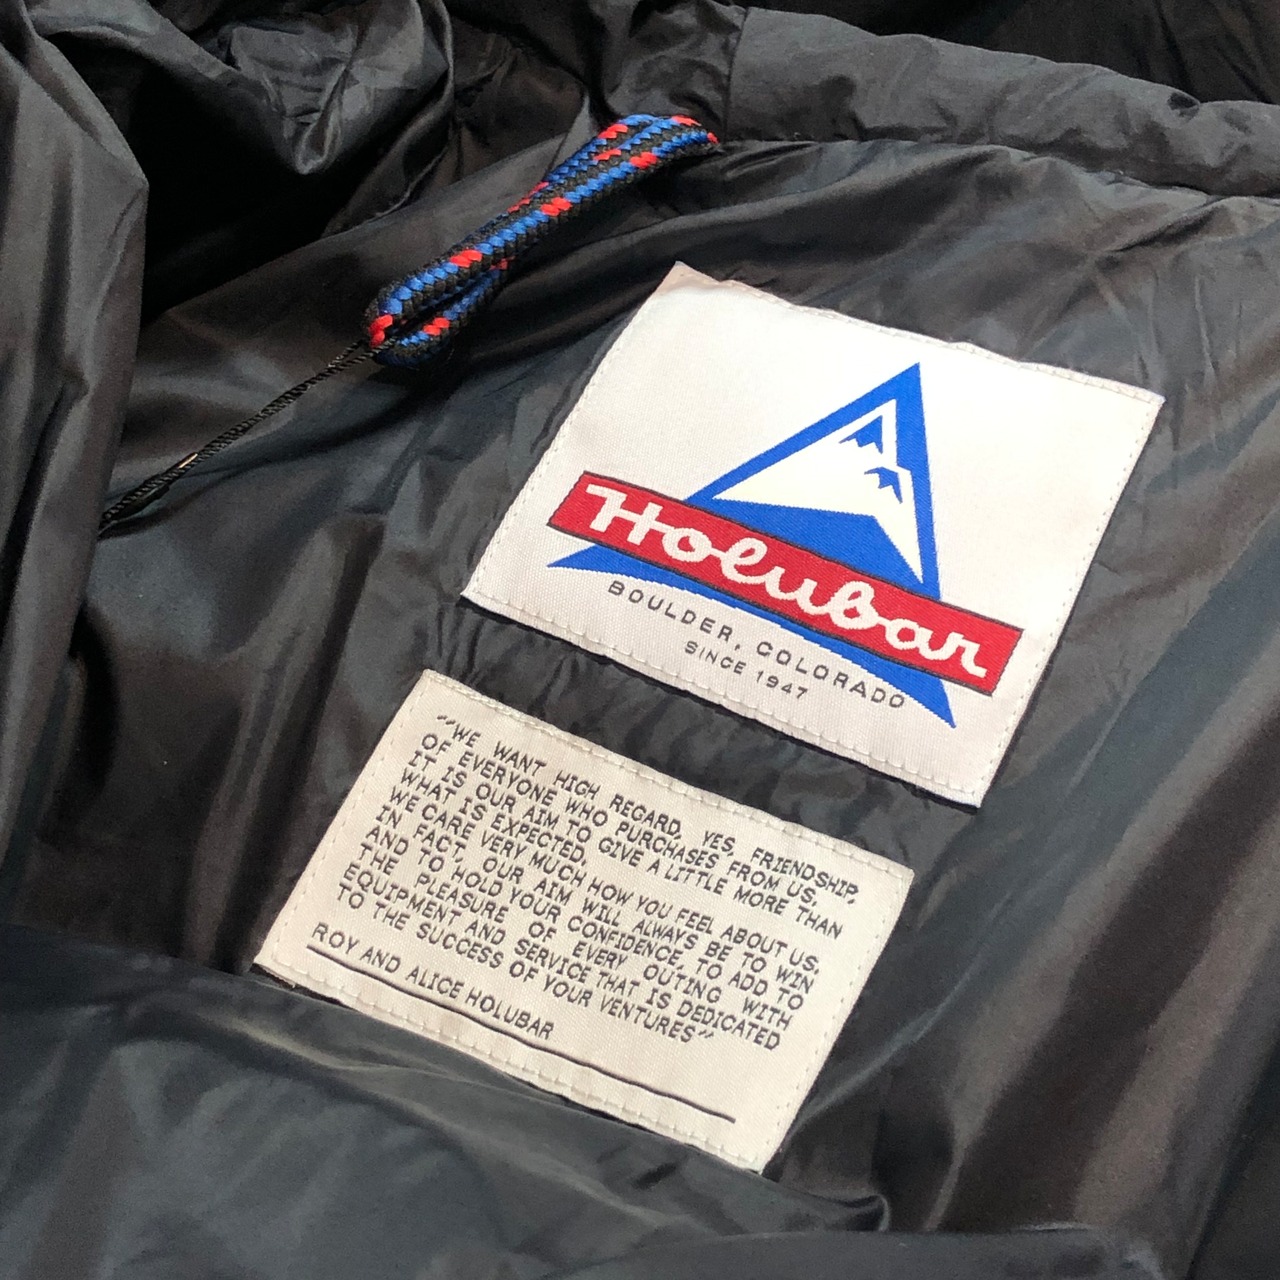 Holubar
BOULDER, COLORADO
SINCE 1947
"WE WANT HIGH REGARD, YES, FRIENDSHIP,
OF EVERYONE WHO PURCHASES FROM US.
IT IS OUR AIM TO GIVE A LITTLE MORE THAN
WHAT IS EXPECTED.
WE CARE VERY MUCH HOW YOU FEEL ABOUT US.
IN FACT, OUR AIM WILL ALWAYS BE TO WIN
AND TO HOLD YOUR CONFIDENCE, TO ADD TO
THE PLEASURE OF EVERY OUTING WITH
EQUIPMENT AND SERVICE THAT IS DEDICATED
TO THE SUCCESS OF YOUR VENTURES"
ROY AND ALICE HOLUBAR